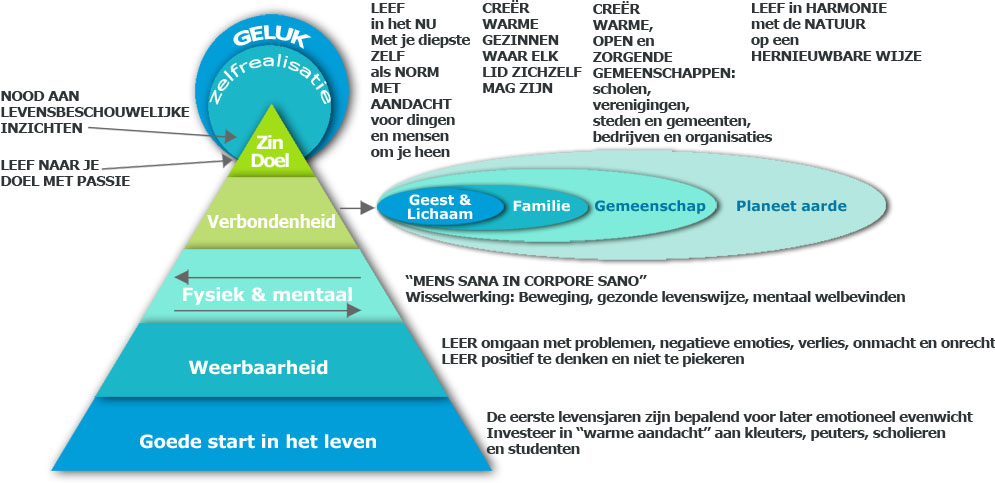 LEEF
in het NU
Met je diepste
ZELF
als NORM
MET
AANDACHT
voor dingen
en mensen
om je heen
CREËR
WARME
GEZINNEN
WAAR ELK
LID ZICHZELF
MAG ZIJN
CREËR
WARME,
OPEN en
ZORGENDE
GEMEENSCHAPPEN:
scholen,
verenigingen,
steden en gemeenten,
bedrijven en organisaties
LEEF in HARMONIE
met de NATUUR
op een
HERNIEUWBARE WIJZE
GELUK
zelfrealisatie
NOOD AAN
LEVENSBESCHOUWELIJKE
INZICHTEN
LEEF NAAR JE
DOEL MET PASSIE
Zin
Doel
Verbondenheid
Geest &
Lichaam
Familie
Gemeenschap
Planeet aarde
Fysiek & mentaal
“MENS SANA IN CORPORE SANO”
Wisselwerking: Beweging, gezonde levenswijze, mentaal welbevinden
Weerbaarheid
LEER omgaan met problemen, negatieve emoties, verlies, onmacht en onrecht
LEER positief te denken en niet te piekeren
Goede start in het leven
De eerste levensjaren zijn bepalend voor later emotioneel evenwicht
Investeer in “warme aandacht” aan kleuters, peuters, scholieren
en studenten